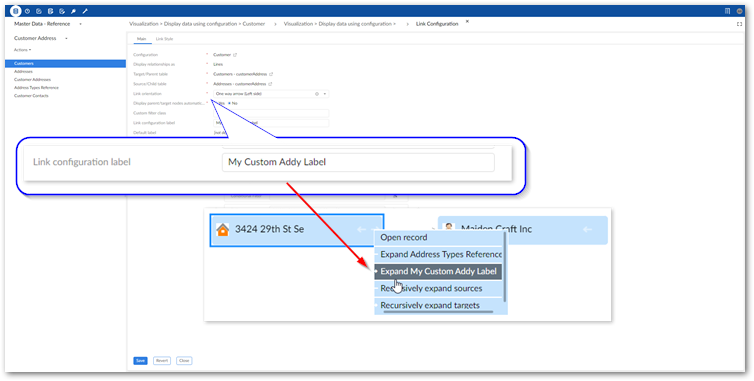 Master Data - Reference
Visualization > Display data using configuration > Customer
Visualization > Display data using configuration >
Link Configuration
Customer Address
Actions
Customers
Addresses
Customer Addresses
Address Types Reference
Customer Contacts
Main
Link Style
Configuration * Customer
Display relationships as * Lines
Target/Parent table * Customers - customerAddress
Source/Child table * Addresses - customerAddress
Link orientation * One way arrow (Left side)
Display parent/target nodes automatic... * No
Custom filter class
Link configuration label
Default label
Link configuration label
My Custom Addy Label
3424 29th St Se
Maiden Craft Inc
Open record
Expand Address Types Reference
Expand My Custom Addy Label
Recursively expand sources
Recursively expand targets
Save
Revert
Close